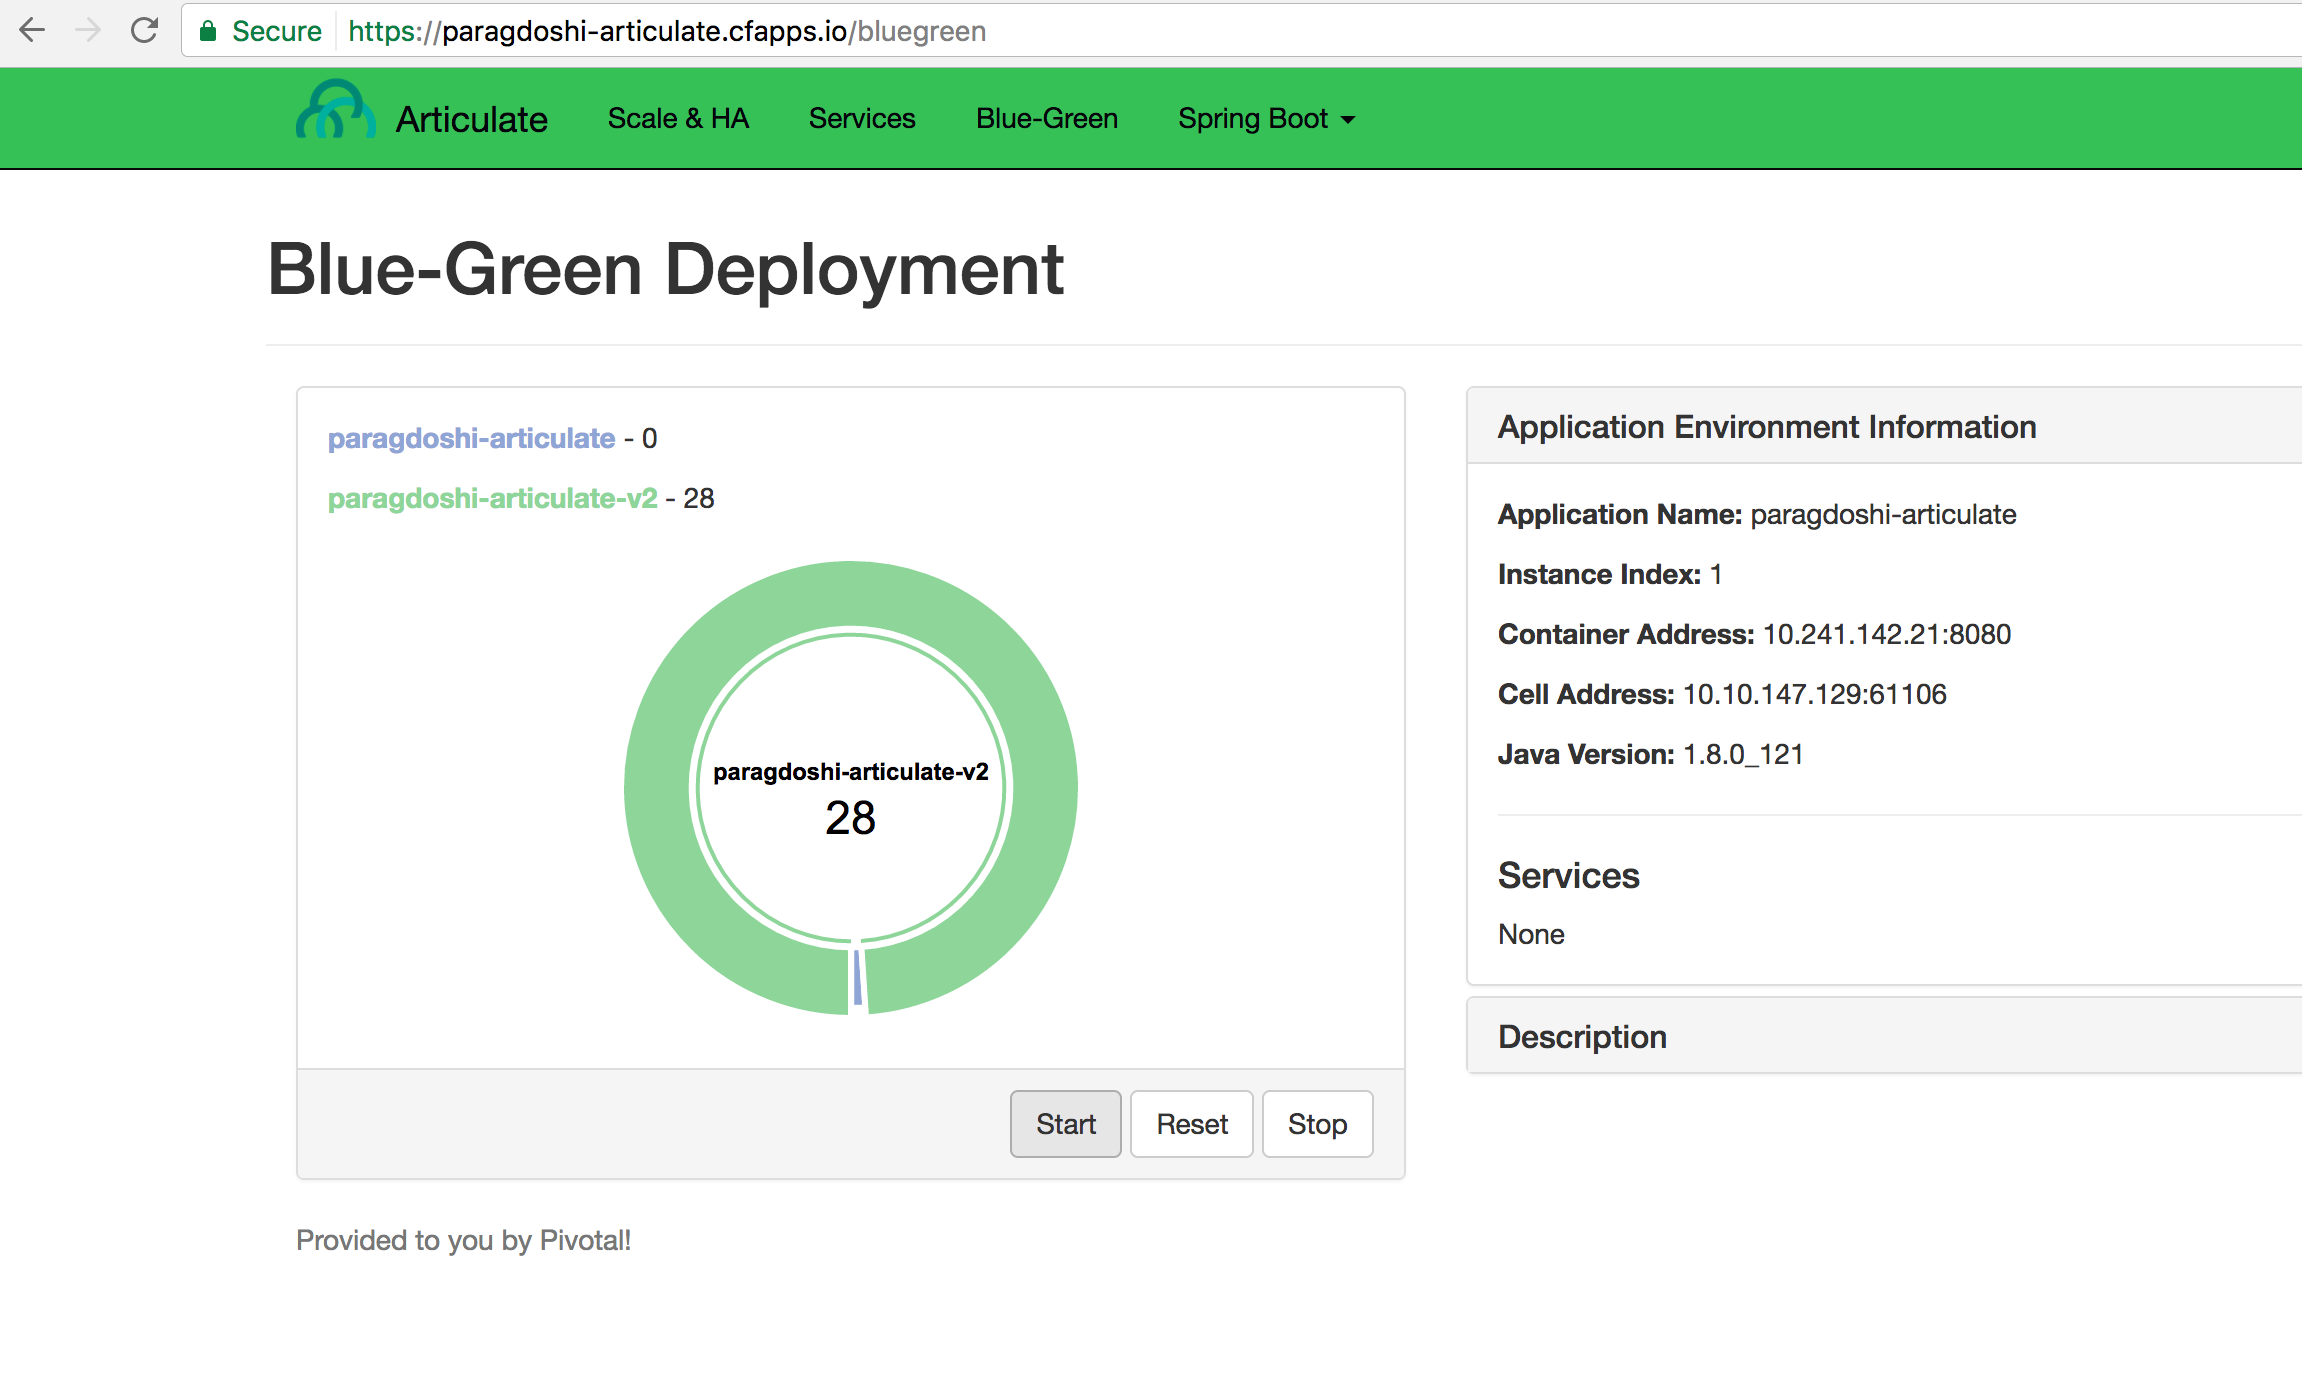 Secure https://paragdoshi-articulate.cfapps.io/bluegreen
Articulate Scale & HA Services Blue-Green Spring Boot
Blue-Green Deployment
paragdoshi-articulate - 0
paragdoshi-articulate-v2 - 28
paragdoshi-articulate-v2
28
Start Reset Stop
Application Environment Information
Application Name: paragdoshi-articulate
Instance Index: 1
Container Address: 10.241.142.21:8080
Cell Address: 10.10.147.129:61106
Java Version: 1.8.0_121
Services
None
Description
Provided to you by Pivotal!